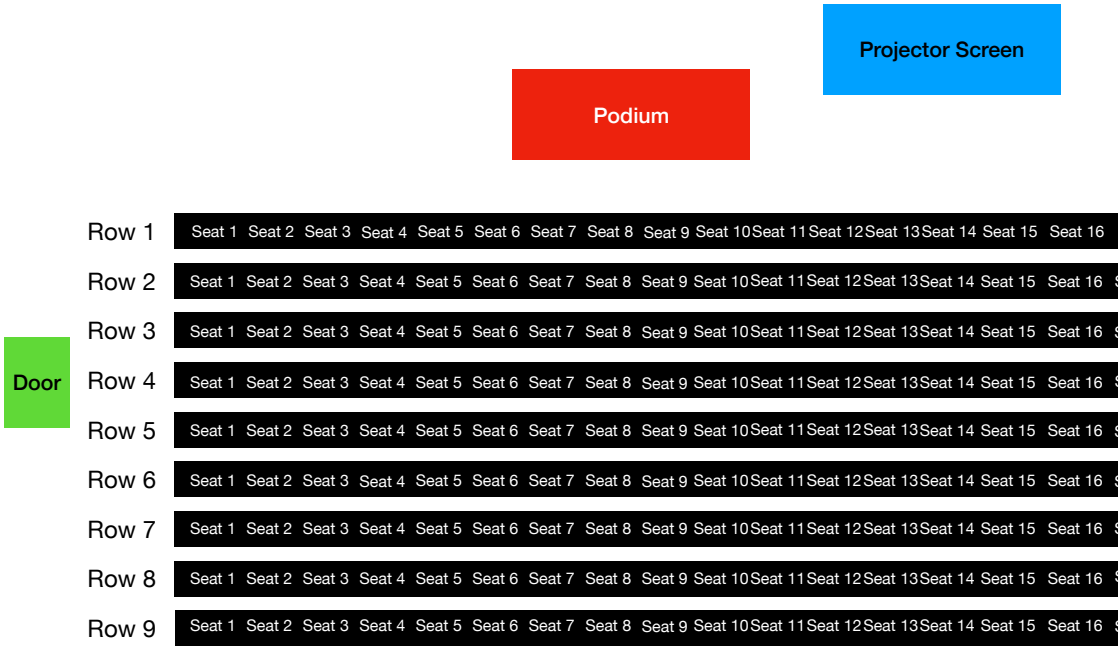 Projector Screen
Podium
Row 1 Seat 1 Seat 2 Seat 3 Seat 4 Seat 5 Seat 6 Seat 7 Seat 8 Seat 9 Seat 10 Seat 11 Seat 12 Seat 13 Seat 14 Seat 15 Seat 16
Row 2 Seat 1 Seat 2 Seat 3 Seat 4 Seat 5 Seat 6 Seat 7 Seat 8 Seat 9 Seat 10 Seat 11 Seat 12 Seat 13 Seat 14 Seat 15 Seat 16
Row 3 Seat 1 Seat 2 Seat 3 Seat 4 Seat 5 Seat 6 Seat 7 Seat 8 Seat 9 Seat 10 Seat 11 Seat 12 Seat 13 Seat 14 Seat 15 Seat 16
Door Row 4 Seat 1 Seat 2 Seat 3 Seat 4 Seat 5 Seat 6 Seat 7 Seat 8 Seat 9 Seat 10 Seat 11 Seat 12 Seat 13 Seat 14 Seat 15 Seat 16
Row 5 Seat 1 Seat 2 Seat 3 Seat 4 Seat 5 Seat 6 Seat 7 Seat 8 Seat 9 Seat 10 Seat 11 Seat 12 Seat 13 Seat 14 Seat 15 Seat 16
Row 6 Seat 1 Seat 2 Seat 3 Seat 4 Seat 5 Seat 6 Seat 7 Seat 8 Seat 9 Seat 10 Seat 11 Seat 12 Seat 13 Seat 14 Seat 15 Seat 16
Row 7 Seat 1 Seat 2 Seat 3 Seat 4 Seat 5 Seat 6 Seat 7 Seat 8 Seat 9 Seat 10 Seat 11 Seat 12 Seat 13 Seat 14 Seat 15 Seat 16
Row 8 Seat 1 Seat 2 Seat 3 Seat 4 Seat 5 Seat 6 Seat 7 Seat 8 Seat 9 Seat 10 Seat 11 Seat 12 Seat 13 Seat 14 Seat 15 Seat 16
Row 9 Seat 1 Seat 2 Seat 3 Seat 4 Seat 5 Seat 6 Seat 7 Seat 8 Seat 9 Seat 10 Seat 11 Seat 12 Seat 13 Seat 14 Seat 15 Seat 16